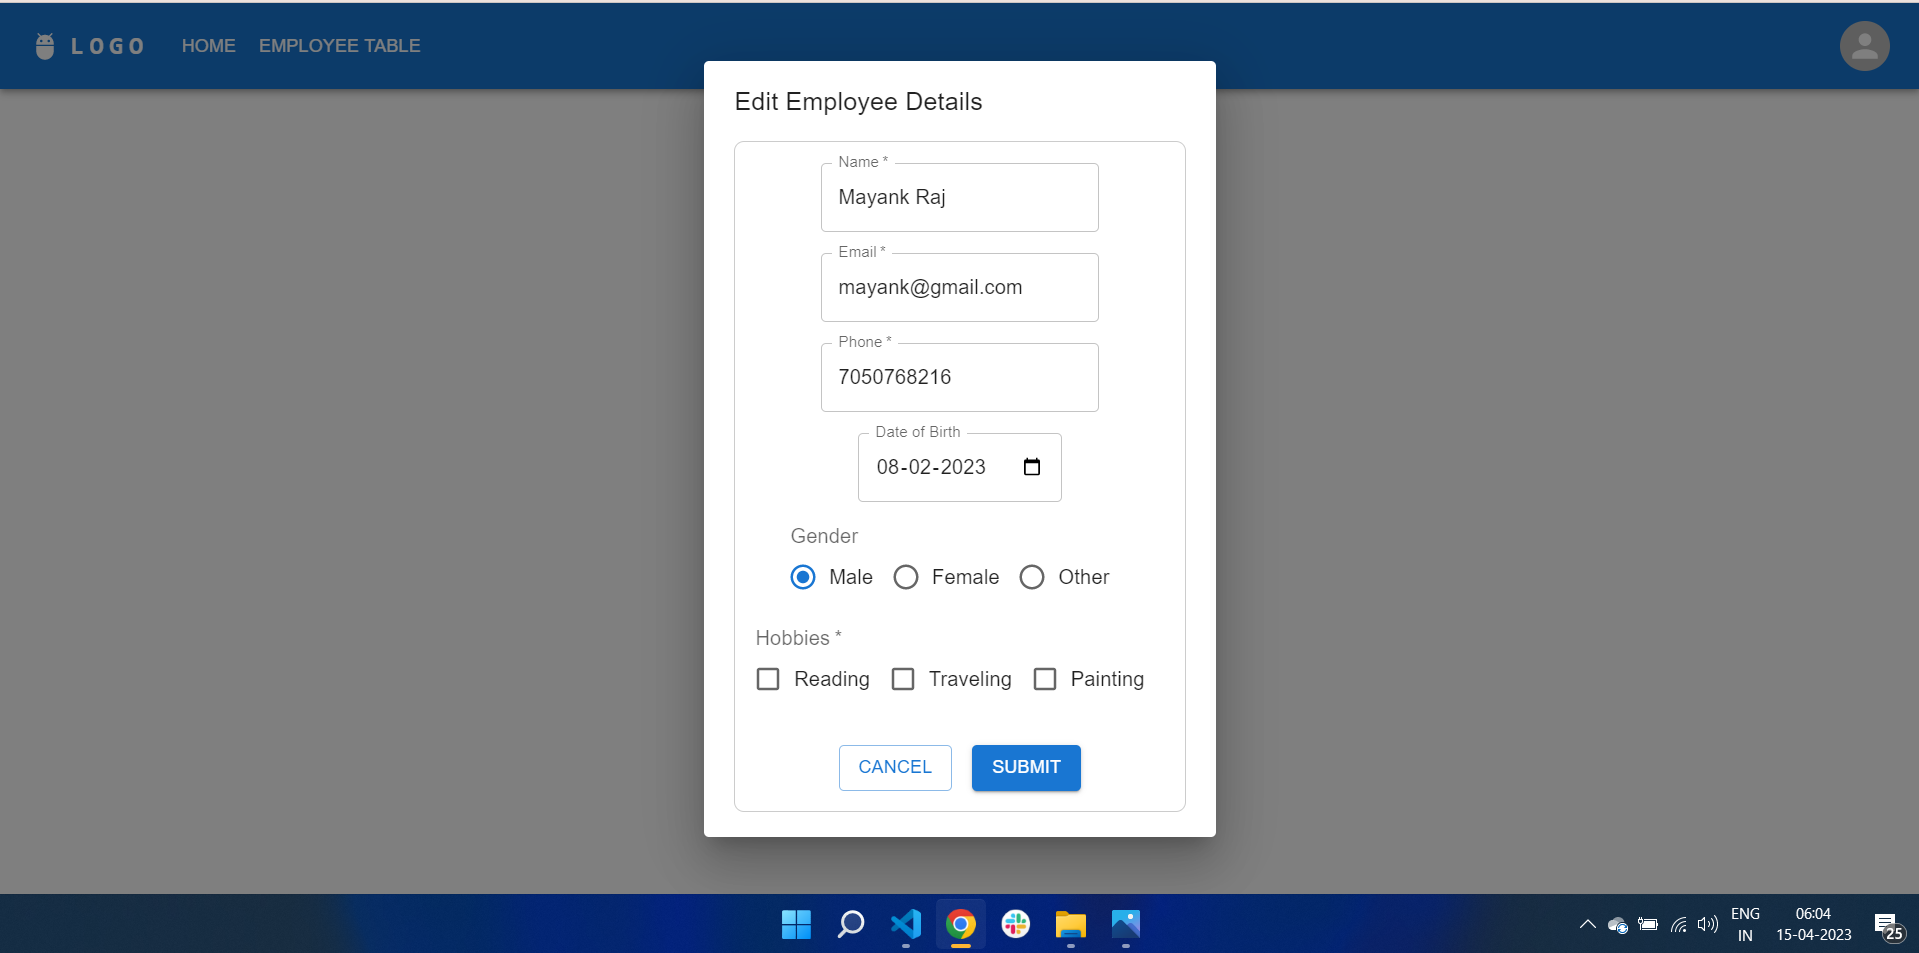 LOGO HOME EMPLOYEE TABLE
Edit Employee Details
Name *
Mayank Raj
Email *
mayank@gmail.com
Phone *
7050768216
Date of Birth
08-02-2023
Gender
Male Female Other
Hobbies *
Reading Traveling Painting
CANCEL SUBMIT
ENG
IN
06:04
15-04-2023
25